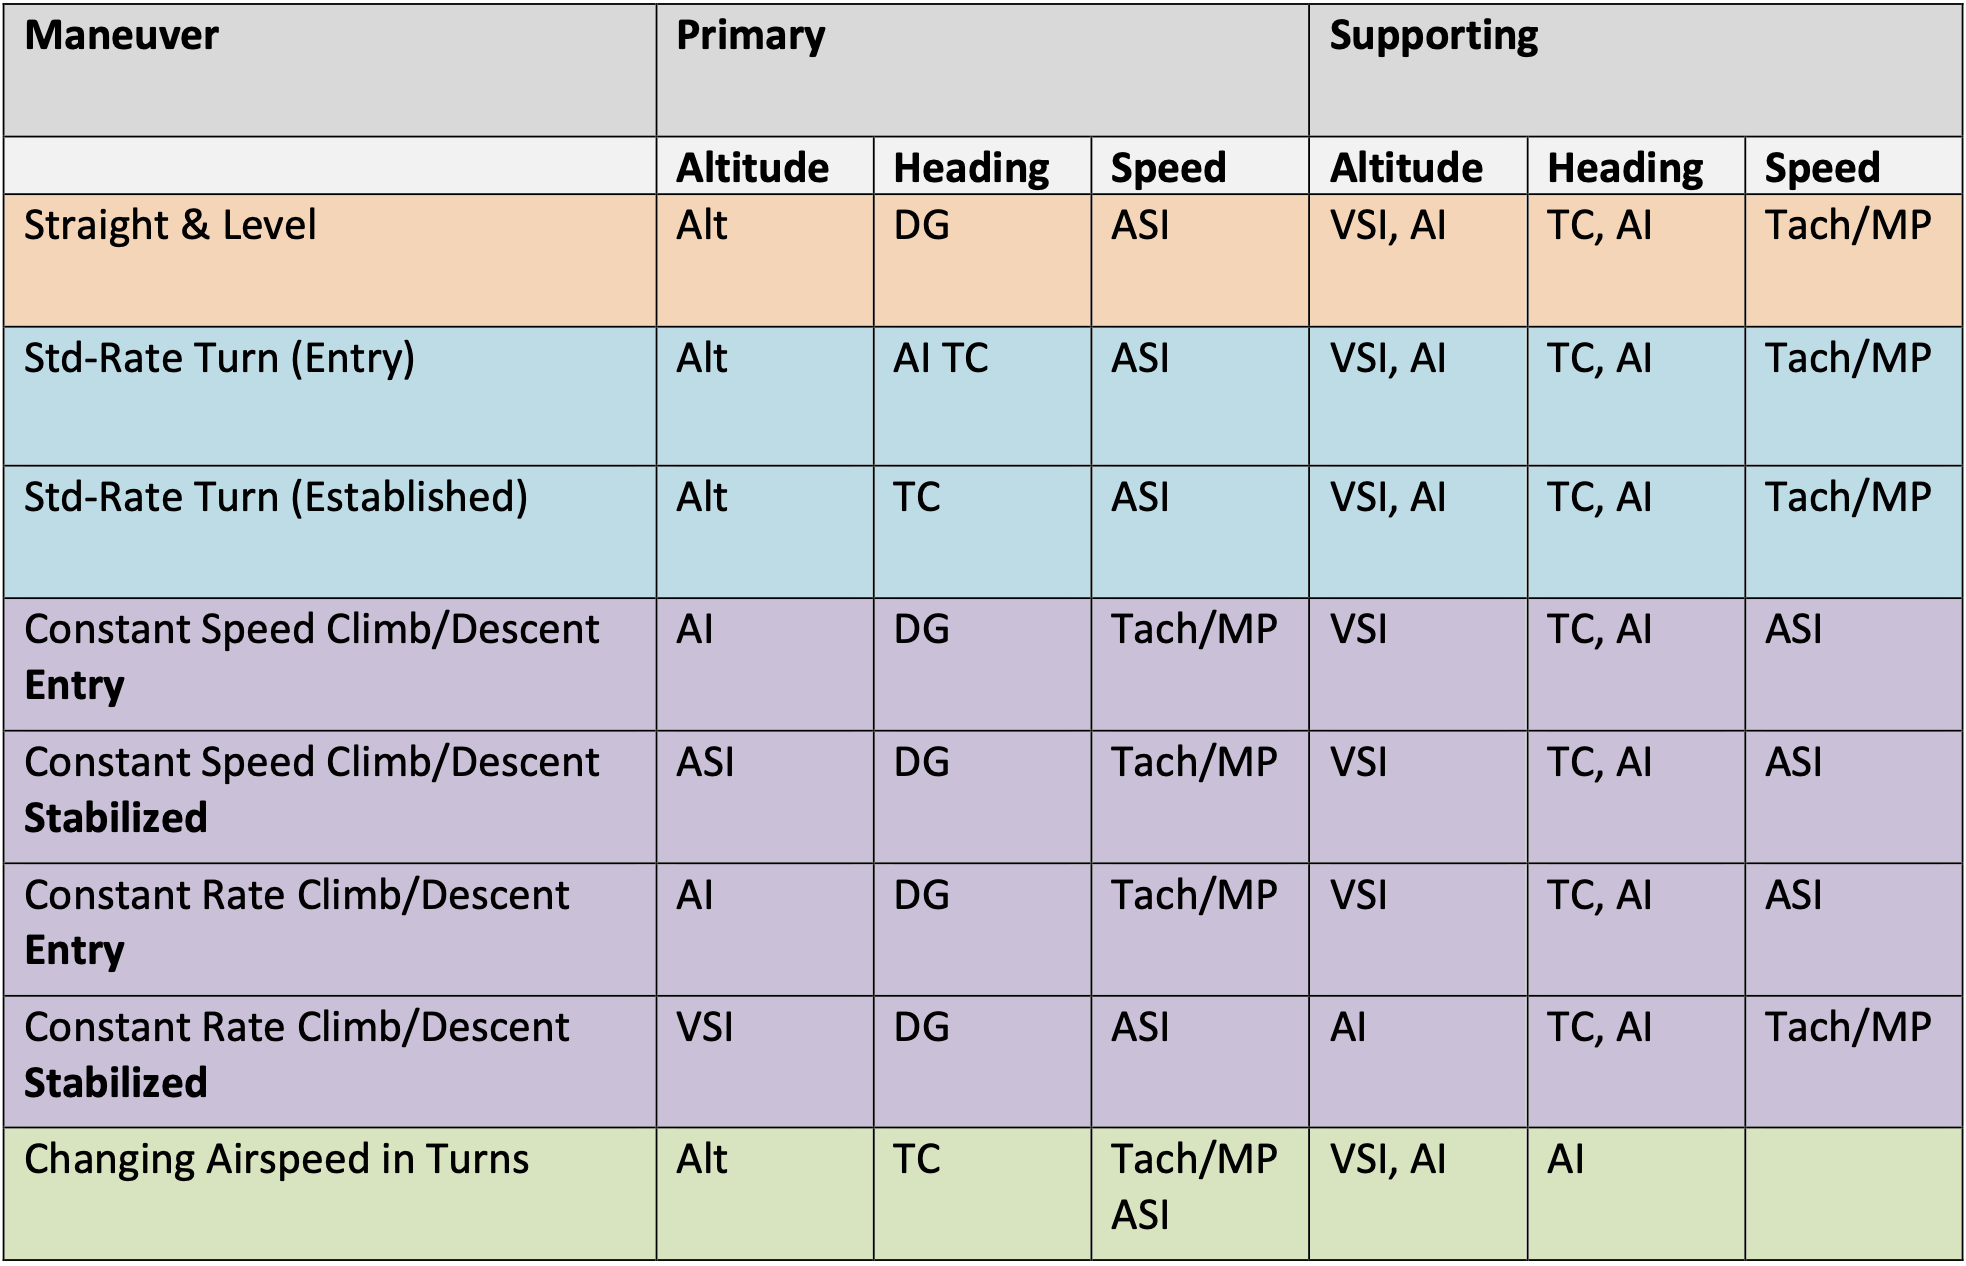 Maneuver Primary Supporting
Altitude Heading Speed Altitude Heading Speed
Straight & Level Alt DG ASI VSI, AI TC, AI Tach/MP
Std-Rate Turn (Entry) Alt AI TC ASI VSI, AI TC, AI Tach/MP
Std-Rate Turn (Established) Alt TC ASI VSI, AI TC, AI Tach/MP
Constant Speed Climb/Descent AI DG Tach/MP VSI TC, AI ASI
Entry
Constant Speed Climb/Descent ASI DG Tach/MP VSI TC, AI ASI
Stabilized
Constant Rate Climb/Descent AI DG Tach/MP VSI TC, AI ASI
Entry
Constant Rate Climb/Descent VSI DG ASI AI TC, AI Tach/MP
Stabilized
Changing Airspeed in Turns Alt TC Tach/MP VSI, AI AI
ASI